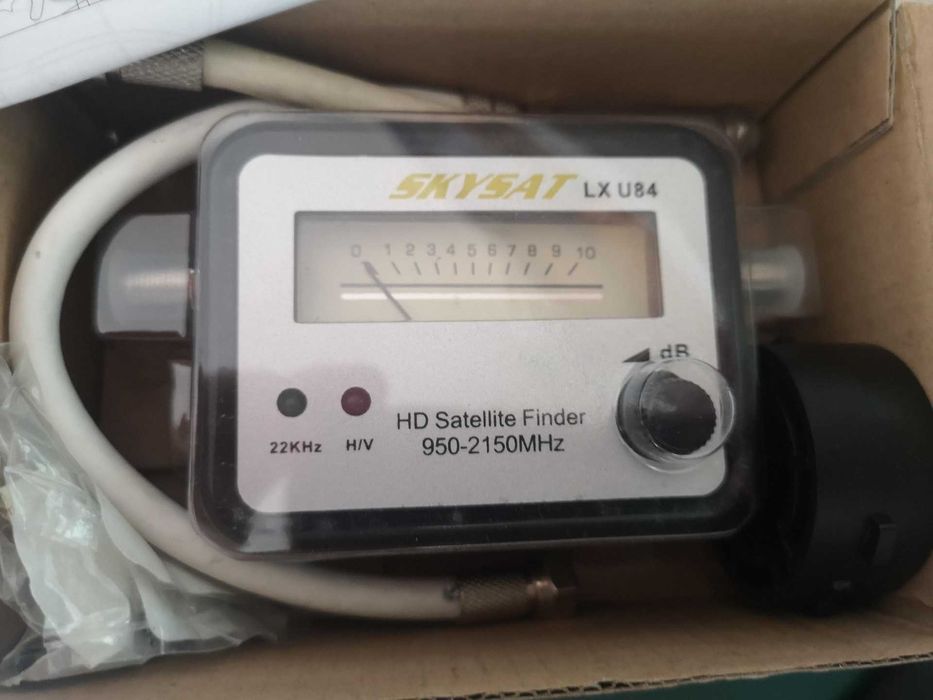 SKYSAT LX U84
0 1 2 3 4 5 6 7 8 9 10
dB
22KHz H/V
HD Satellite Finder
950-2150MHz